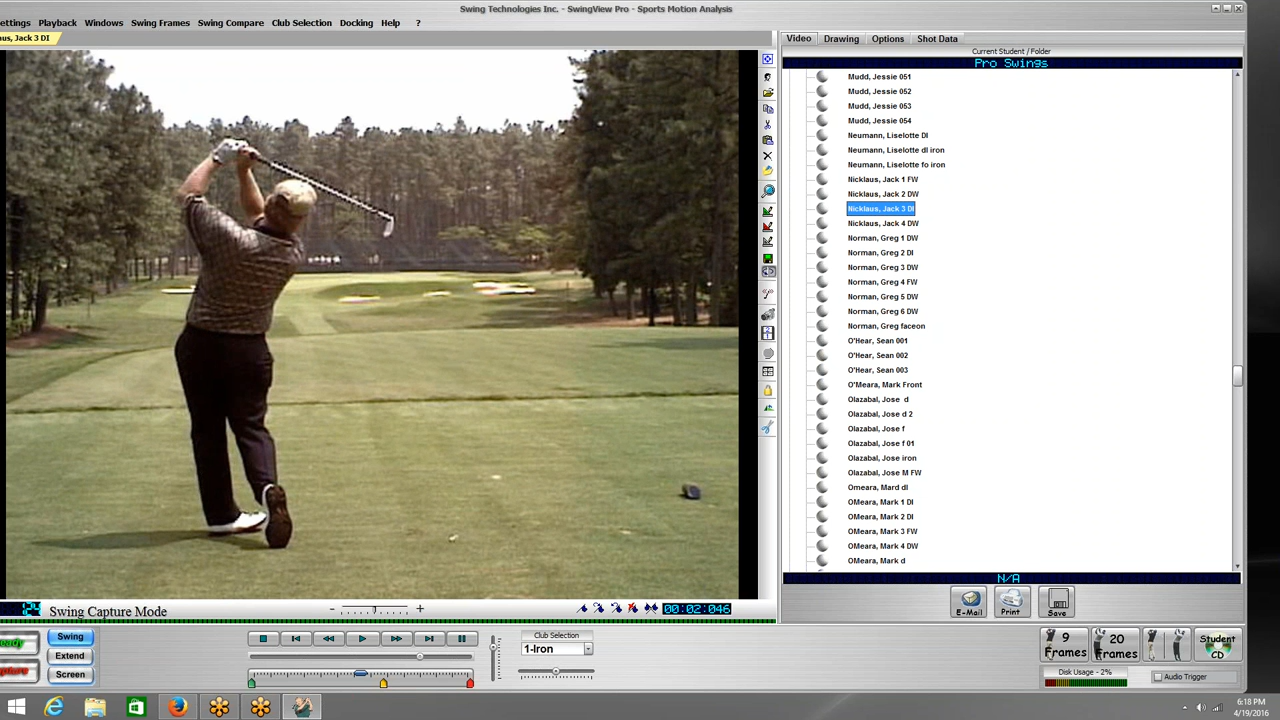 Swing Technologies Inc. - SwingView Pro - Sports Motion Analysis
ettings Playback Windows Swing Frames Swing Compare Club Selection Docking Help ?
aus, Jack 3 DI
Video Drawing Options Shot Data
Current Student / Folder
Pro Swings
Mudd, Jessie 051
Mudd, Jessie 052
Mudd, Jessie 053
Mudd, Jessie 054
Neumann, Liselotte DI
Neumann, Liselotte dl iron
Neumann, Liselotte fo iron
Nicklaus, Jack 1 FW
Nicklaus, Jack 2 DW
Nicklaus, Jack 3 DI
Nicklaus, Jack 4 DW
Norman, Greg 1 DW
Norman, Greg 2 DI
Norman, Greg 3 DW
Norman, Greg 4 FW
Norman, Greg 5 DW
Norman, Greg 6 DW
Norman, Greg faceon
O'Hear, Sean 001
O'Hear, Sean 002
O'Hear, Sean 003
O'Meara, Mark Front
Olazabal, Jose d
Olazabal, Jose d 2
Olazabal, Jose f
Olazabal, Jose f 01
Olazabal, Jose iron
Olazabal, Jose M FW
Omeara, Mard dl
OMeara, Mark 1 DI
OMeara, Mark 2 DI
OMeara, Mark 3 FW
OMeara, Mark 4 DW
OMeara, Mark d
N/A
E-Mail Print Save
24 Swing Capture Mode - + 00:02:046
eady Swing
Extend
apture Screen
Club Selection
1-Iron
9 Frames
20 Frames
Student CD
Disk Usage - 2%
Audio Trigger
6:18 PM
4/19/2016